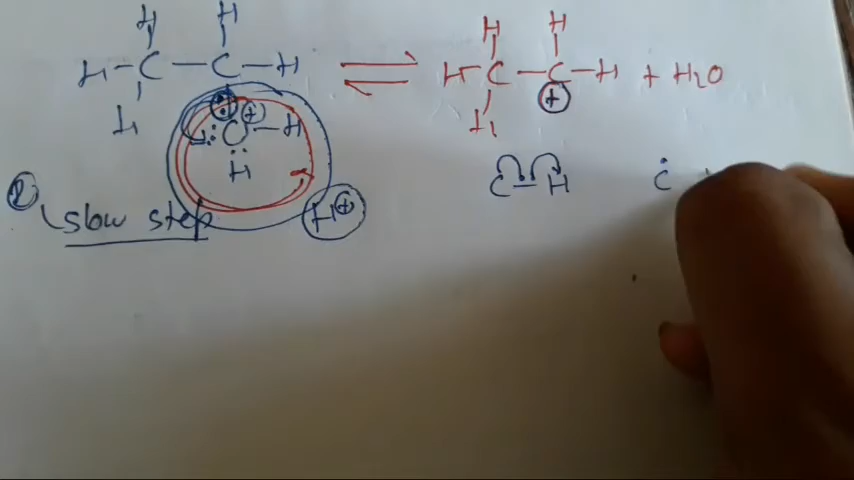 H H H H
H-C-C-H ⇌ H-C-C-H + H₂O
H ⊕ H ⊕
:O-H
H C-H Ċ
② slow step H⊕